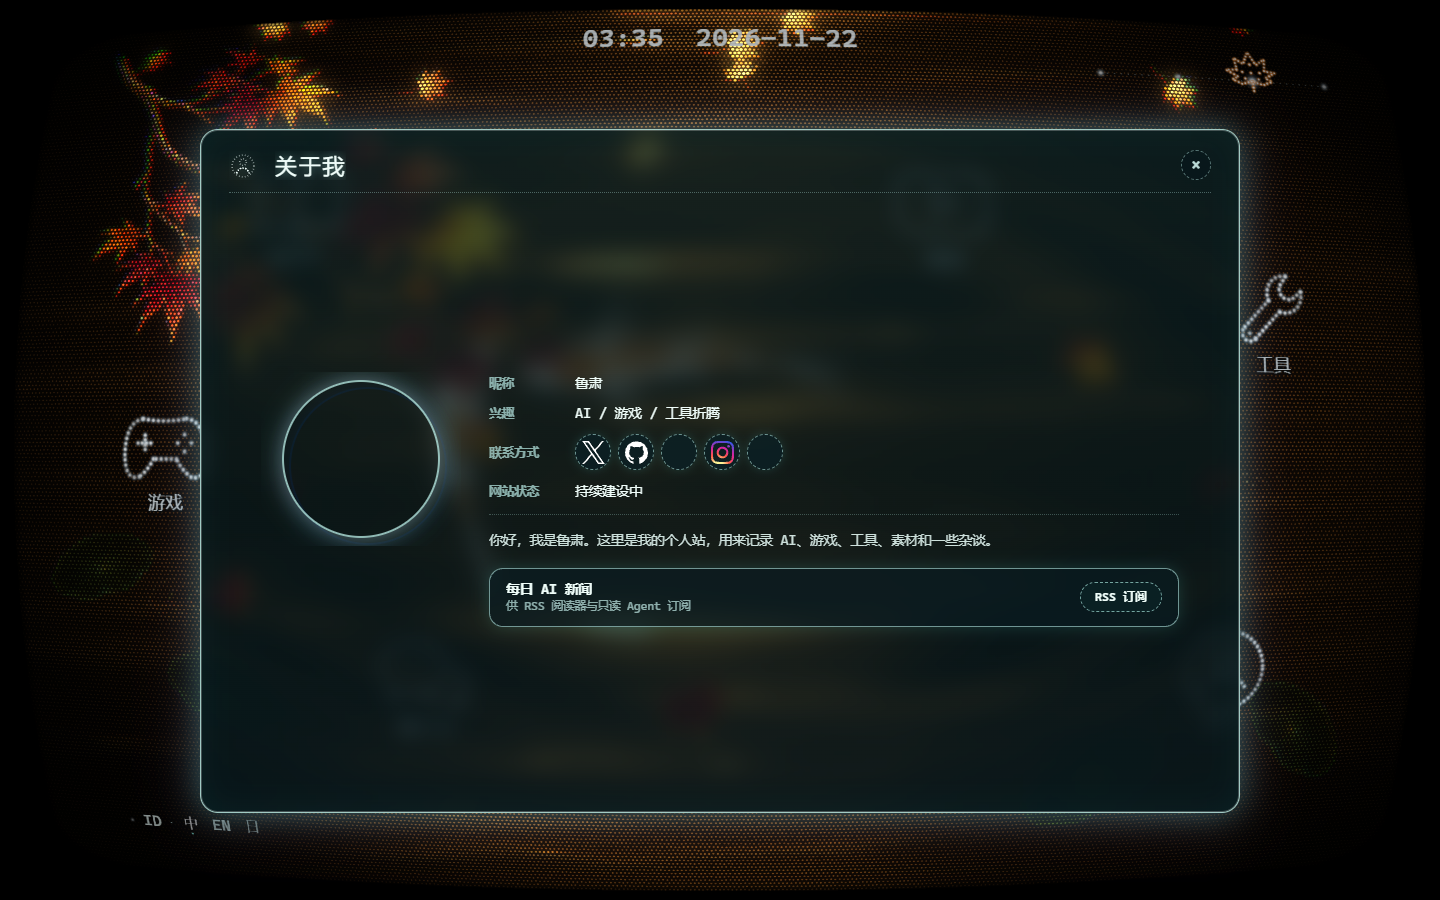 03:35 2026-11-22
关于我
×
工具
游戏
昵称 鲁肃
兴趣 AI / 游戏 / 工具折腾
联系方式
网站状态 持续建设中
你好，我是鲁肃。这里是我的个人站，用来记录 AI、游戏、工具、素材和一些杂谈。
每日 AI 新闻
供 RSS 阅读器与只读 Agent 订阅
RSS 订阅
ID · 中 EN 日